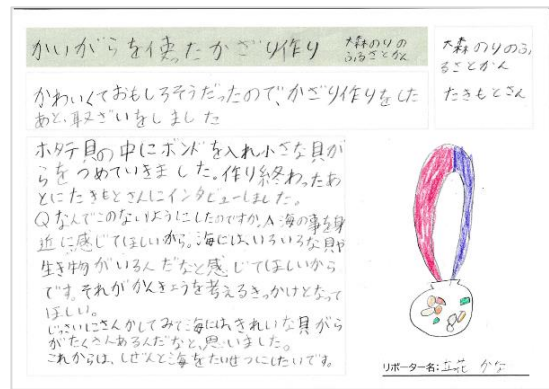 かいがらを使ったかざり作り
大森のりの
ふるさとかん
大森のりのふ
るさとかん
たきもとさん
かわいくておもしろそうだったので、かざり作りをした
あと、取ざいをしました
ホタテ貝の中にボンドを入れ小さな貝が
らをつめていきました。作り終わったあ
とにたきもとさんにインタビューしました。
Qなんでこのないようにしたのですか。A海の事を身
近に感じてほしいから。海には、いろいろな貝や
生き物がいるんだなと感じてほしいから
です。それがかんきょうを考えるきっかけとなって
ほしい。
じっさいにさんかしてみて海には、きれいな貝がら
がたくさんあるんだなと、思いました。
これからは、しぜんと海をたいせつにしたいです。
リポーター名:立花 かな